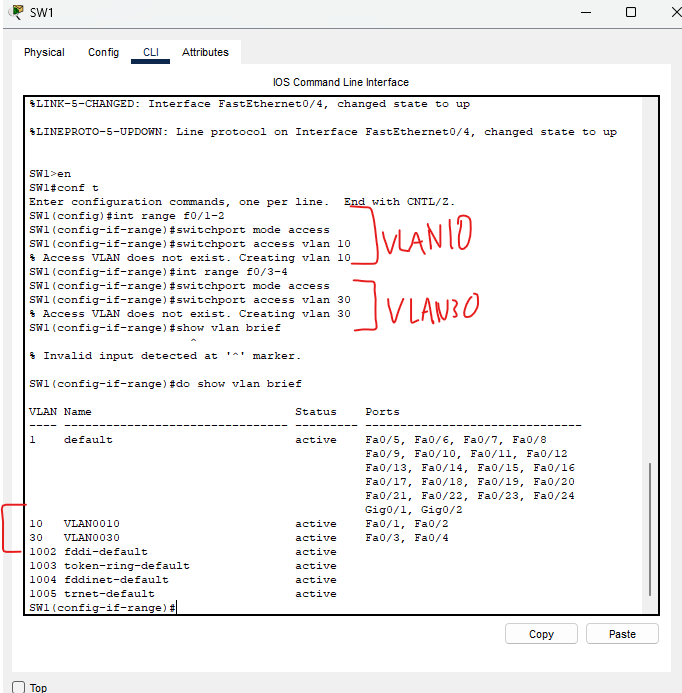 SW1
Physical Config CLI Attributes
IOS Command Line Interface
%LINK-5-CHANGED: Interface FastEthernet0/4, changed state to up
%LINEPROTO-5-UPDOWN: Line protocol on Interface FastEthernet0/4, changed state to up
SW1>en
SW1#conf t
Enter configuration commands, one per line. End with CNTL/Z.
SW1(config)#int range f0/1-2
SW1(config-if-range)#switchport mode access
SW1(config-if-range)#switchport access vlan 10
% Access VLAN does not exist. Creating vlan 10
VLAN10
SW1(config-if-range)#int range f0/3-4
SW1(config-if-range)#switchport mode access
SW1(config-if-range)#switchport access vlan 30
% Access VLAN does not exist. Creating vlan 30
VLAN30
SW1(config-if-range)#show vlan brief
^
% Invalid input detected at '^' marker.
SW1(config-if-range)#do show vlan brief
VLAN Name Status Ports
---- -------------------------------- --------- -------------------------------
1 default active Fa0/5, Fa0/6, Fa0/7, Fa0/8
Fa0/9, Fa0/10, Fa0/11, Fa0/12
Fa0/13, Fa0/14, Fa0/15, Fa0/16
Fa0/17, Fa0/18, Fa0/19, Fa0/20
Fa0/21, Fa0/22, Fa0/23, Fa0/24
Gig0/1, Gig0/2
10 VLAN0010 active Fa0/1, Fa0/2
30 VLAN0030 active Fa0/3, Fa0/4
1002 fddi-default active
1003 token-ring-default active
1004 fddinet-default active
1005 trnet-default active
SW1(config-if-range)#
Copy Paste
Top